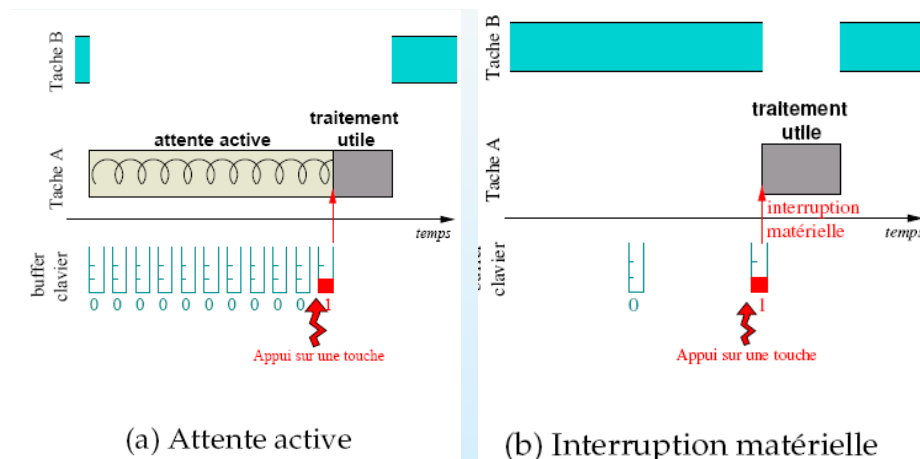 Tache B
attente active
traitement
utile
Tache A
temps
buffer
clavier
0 0 0 0 0 0 0 0 0 1
Appui sur une touche
(a) Attente active
Tache B
traitement
utile
Tache A
interruption
matérielle
temps
clavier
0 1
Appui sur une touche
(b) Interruption matérielle